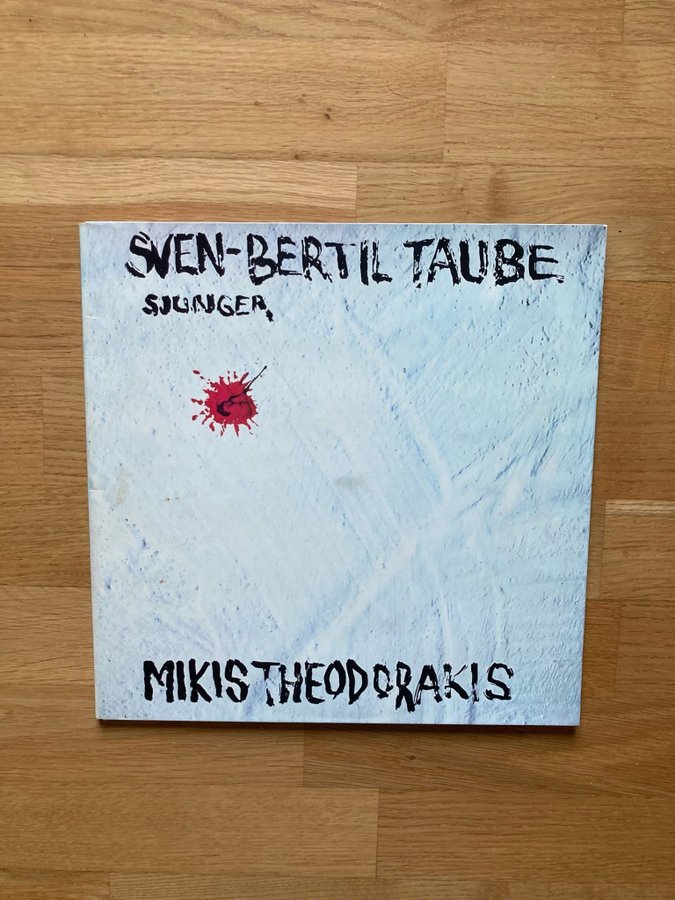 SVEN-BERTIL TAUBE
SJUNGER
MIKIS THEODORAKIS